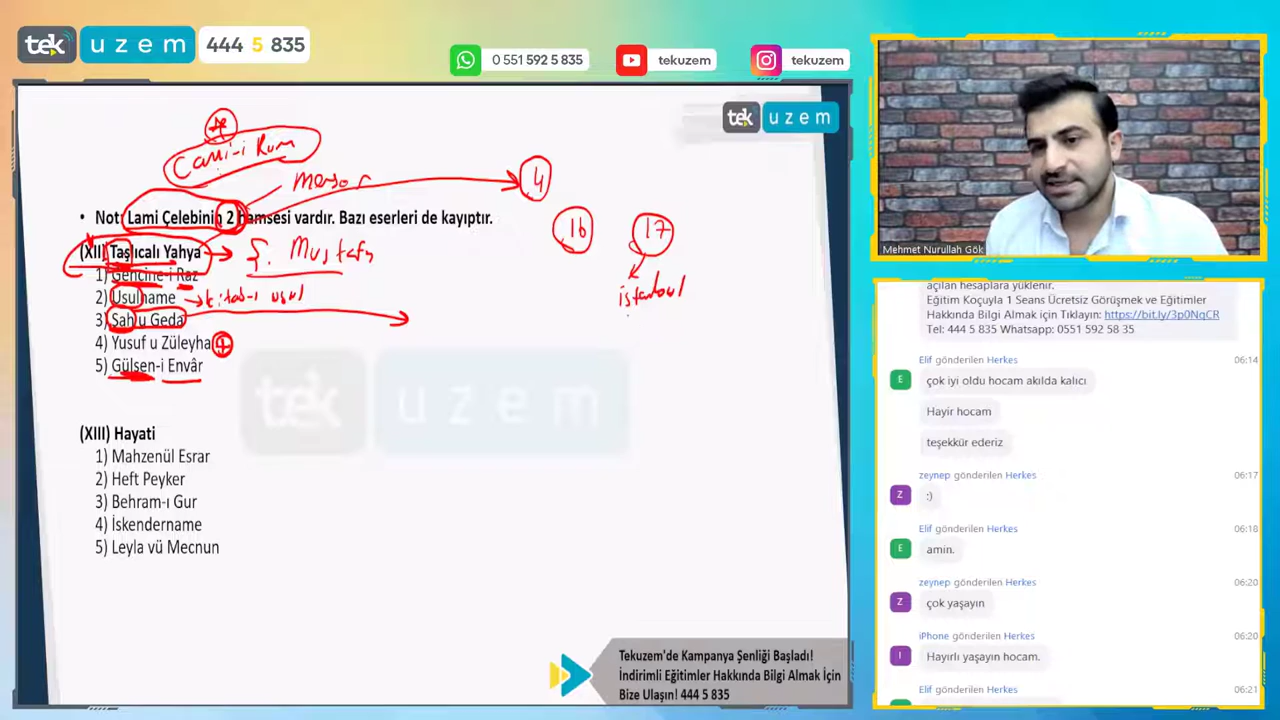 tek uzem 444 5 835
0 551 592 5 835 tekuzem tekuzem
tek uzem
Cami-i Rum
4
• Not: Lami Çelebinin 2 hamsesi vardır. Bazı eserleri de kayıptır.
16 17
(XII) Taşlıcalı Yahya Ş. Mustafa
1) Gencine-i Raz
2) Usulname kitab-ı usul
istanbul
3) Şah u Geda
4) Yusuf u Züleyha
5) Gülşen-i Envâr
tek uzem
(XIII) Hayati
1) Mahzenül Esrar
2) Heft Peyker
3) Behram-ı Gur
4) İskendername
5) Leyla vü Mecnun
Tekuzem'de Kampanya Şenliği Başladı!
İndirimli Eğitimler Hakkında Bilgi Almak İçin
Bize Ulaşın! 444 5 835
Mehmet Nurullah Gök
açılan hesaplara yüklenir.
Eğitim Koçuyla 1 Seans Ücretsiz Görüşmek ve Eğitimler
Hakkında Bilgi Almak için Tıklayın: https://bit.ly/3p0NqCR
Tel: 444 5 835 Whatsapp: 0551 592 58 35
Elif gönderilen Herkes 06:14
E çok iyi oldu hocam akılda kalıcı
Hayir hocam
teşekkür ederiz
zeynep gönderilen Herkes 06:17
Z :)
Elif gönderilen Herkes 06:18
E amin.
zeynep gönderilen Herkes 06:20
Z çok yaşayın
iPhone gönderilen Herkes 06:20
I Hayırlı yaşayın hocam.
Elif gönderilen Herkes 06:21